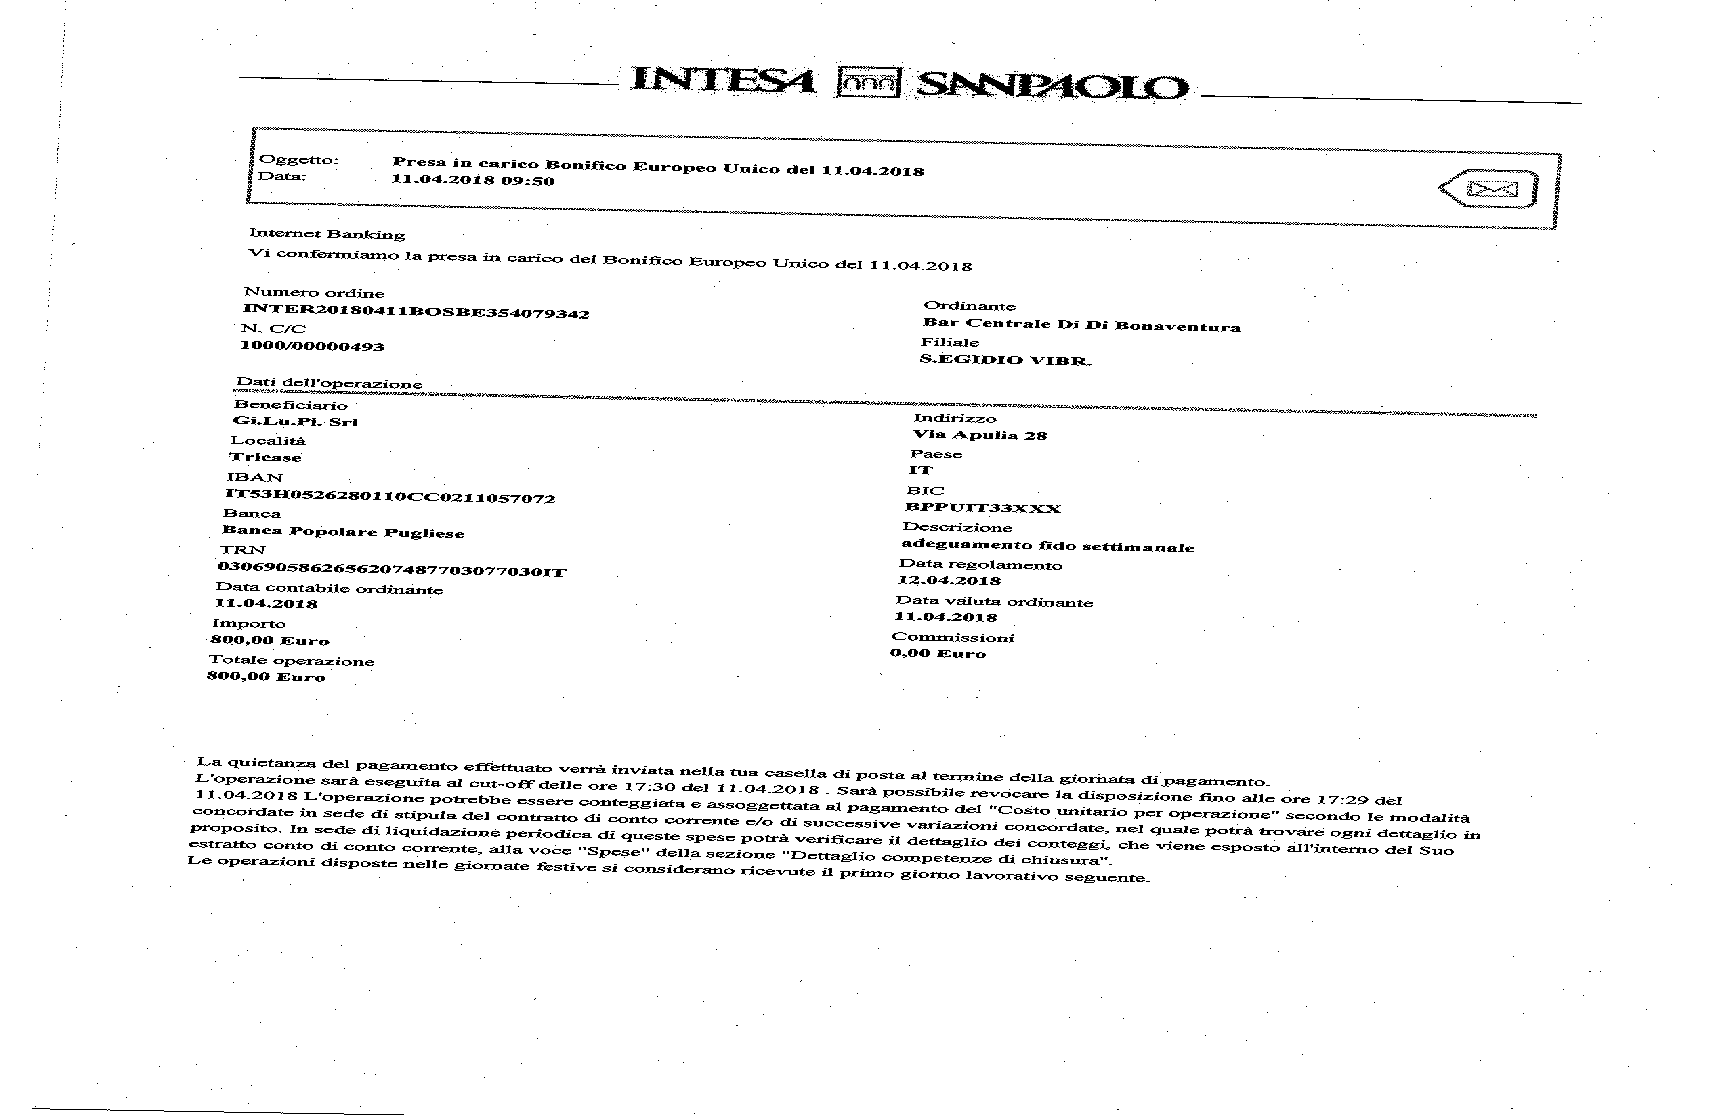 INTESA SANPAOLO
Oggetto: Presa in carico Bonifico Europeo Unico del 11.04.2018
Data: 11.04.2018 09:50
Internet Banking
Vi confermiamo la presa in carico del Bonifico Europeo Unico del 11.04.2018
Numero ordine
INTER20180411BOSBE354079342
N. C/C
1000/00000493
Ordinante
Bar Centrale Di Di Bonaventura
Filiale
S.EGIDIO VIBR.
Dati dell'operazione
Beneficiario
Gi.Lu.Pi. Srl
Località
Tricase
IBAN
IT53H0526280110CC0211057072
Banca
Banca Popolare Pugliese
TRN
0306905862656207487703077030IT
Data contabile ordinante
11.04.2018
Importo
800,00 Euro
Totale operazione
800,00 Euro
Indirizzo
Via Apulia 28
Paese
IT
BIC
BPPUIT33XXX
Descrizione
adeguamento fido settimanale
Data regolamento
12.04.2018
Data valuta ordinante
11.04.2018
Commissioni
0,00 Euro
La quietanza del pagamento effettuato verrà inviata nella tua casella di posta al termine della giornata di pagamento.
L'operazione sarà eseguita al cut-off delle ore 17:30 del 11.04.2018 . Sarà possibile revocare la disposizione fino alle ore 17:29 del
11.04.2018 L'operazione potrebbe essere conteggiata e assoggettata al pagamento del "Costo unitario per operazione" secondo le modalità
concordate in sede di stipula del contratto di conto corrente e/o di successive variazioni concordate, nel quale potrà trovare ogni dettaglio in
proposito. In sede di liquidazione periodica di queste spese potrà verificare il dettaglio dei conteggi, che viene esposto all'interno del Suo
estratto conto di conto corrente, alla voce "Spese" della sezione "Dettaglio competenze di chiusura".
Le operazioni disposte nelle giornate festive si considerano ricevute il primo giorno lavorativo seguente.